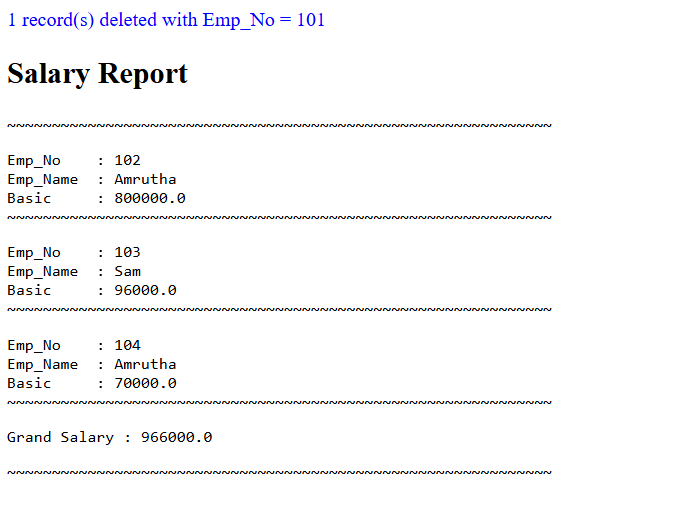 1 record(s) deleted with Emp_No = 101
Salary Report
~~~~~~~~~~~~~~~~~~~~~~~~~~~~~~~~~~~~~~~~~~~~~~~~~~~~~~~~~~~~~
Emp_No    : 102
Emp_Name  : Amrutha
Basic     : 800000.0
~~~~~~~~~~~~~~~~~~~~~~~~~~~~~~~~~~~~~~~~~~~~~~~~~~~~~~~~~~~~~
Emp_No    : 103
Emp_Name  : Sam
Basic     : 96000.0
~~~~~~~~~~~~~~~~~~~~~~~~~~~~~~~~~~~~~~~~~~~~~~~~~~~~~~~~~~~~~
Emp_No    : 104
Emp_Name  : Amrutha
Basic     : 70000.0
~~~~~~~~~~~~~~~~~~~~~~~~~~~~~~~~~~~~~~~~~~~~~~~~~~~~~~~~~~~~~
Grand Salary : 966000.0
~~~~~~~~~~~~~~~~~~~~~~~~~~~~~~~~~~~~~~~~~~~~~~~~~~~~~~~~~~~~~